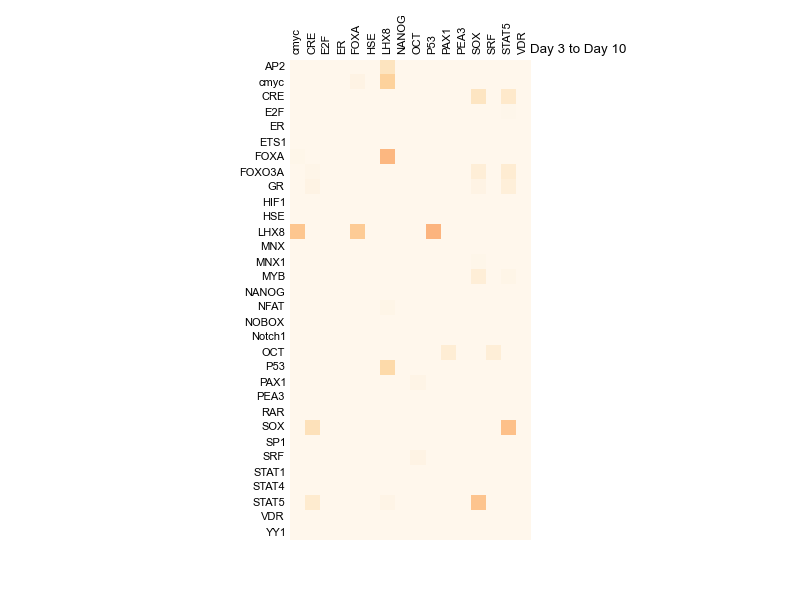 cmyc CRE E2F ER FOXA HSE LHX8 NANOG OCT P53 PAX1 PEA3 SOX SRF STAT5 VDR
Day 3 to Day 10
AP2
cmyc
CRE
E2F
ER
ETS1
FOXA
FOXO3A
GR
HIF1
HSE
LHX8
MNX
MNX1
MYB
NANOG
NFAT
NOBOX
Notch1
OCT
P53
PAX1
PEA3
RAR
SOX
SP1
SRF
STAT1
STAT4
STAT5
VDR
YY1